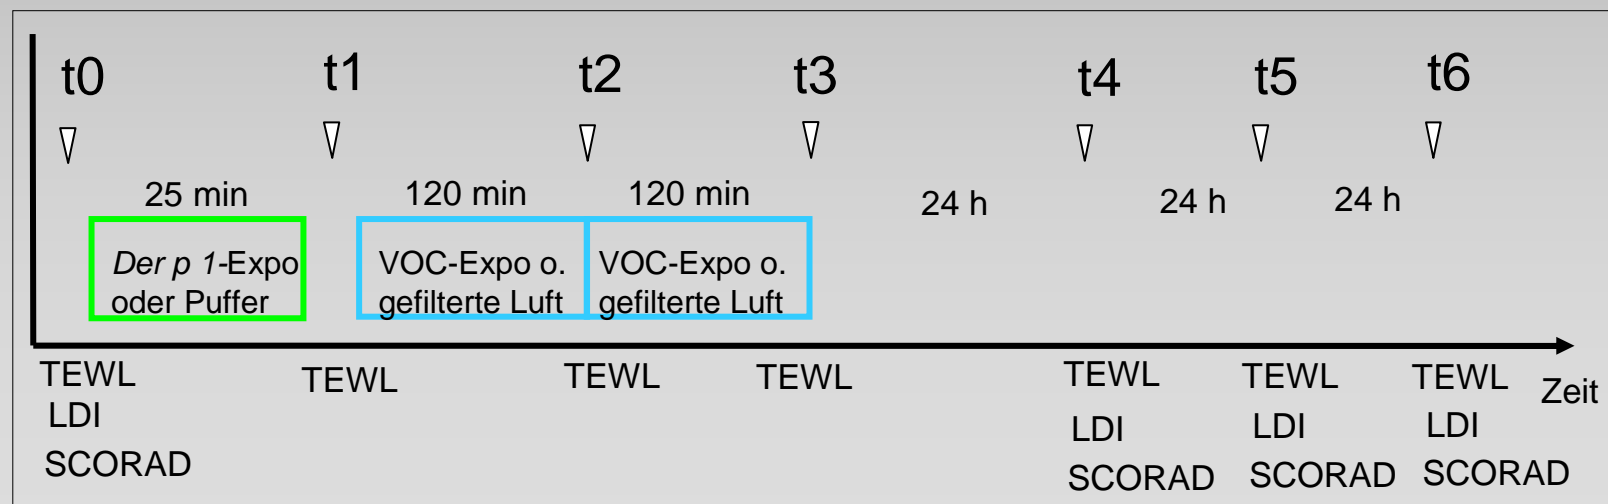 t0 t1 t2 t3 t4 t5 t6
25 min 120 min 120 min 24 h 24 h 24 h
Der p 1-Expo VOC-Expo o. VOC-Expo o.
oder Puffer gefilterte Luft gefilterte Luft
TEWL TEWL TEWL TEWL TEWL TEWL TEWL Zeit
LDI LDI LDI LDI
SCORAD SCORAD SCORAD SCORAD